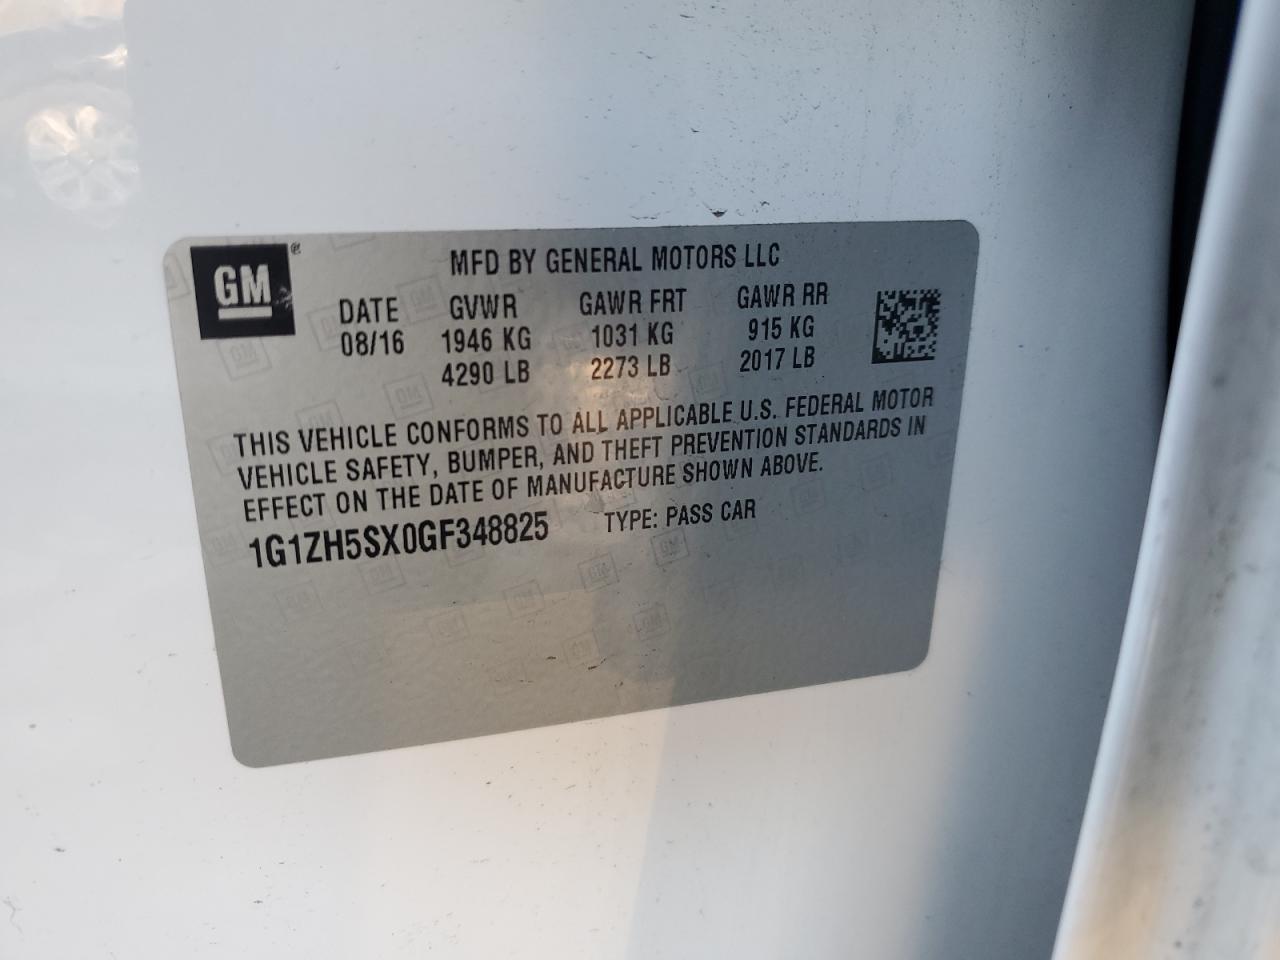 GM®
MFD BY GENERAL MOTORS LLC
DATE GVWR GAWR FRT GAWR RR
08/16 1946 KG 1031 KG 915 KG
4290 LB 2273 LB 2017 LB
THIS VEHICLE CONFORMS TO ALL APPLICABLE U.S. FEDERAL MOTOR
VEHICLE SAFETY, BUMPER, AND THEFT PREVENTION STANDARDS IN
EFFECT ON THE DATE OF MANUFACTURE SHOWN ABOVE.
1G1ZH5SX0GF348825 TYPE: PASS CAR